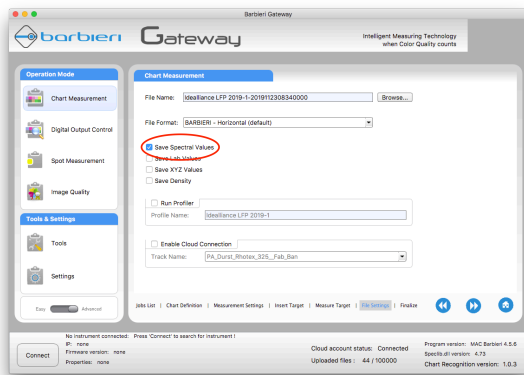 Barbieri Gateway
barbieri
Gateway
Intelligent Measuring Technology
when Color Quality counts
Operation Mode
Chart Measurement
Digital Output Control
Spot Measurement
Image Quality
Tools & Settings
Tools
Settings
Easy
Advanced
Chart Measurement
File Name: Idealliance LFP 2019-1-2019112308340000 Browse...
File Format: BARBIERI - Horizontal (default)
Save Spectral Values
Save Lab Values
Save XYZ Values
Save Density
Run Profiler
Profile Name: Idealliance LFP 2019-1
Enable Cloud Connection
Track Name: PA_Durst_Rhotex_325__Fab_Ban
Jobs List | Chart Definition | Measurement Settings | Insert Target | Measure Target | File Settings | Finalize
Connect
No instrument connected: Press 'Connect' to search for instrument !
IP: none
Firmware version: none
Properties: none
Cloud account status: Connected
Uploaded files : 44 / 100000
Program version: MAC Barbieri 4.5.6
Speclib.dll version: 4.73
Chart Recognition version: 1.0.3